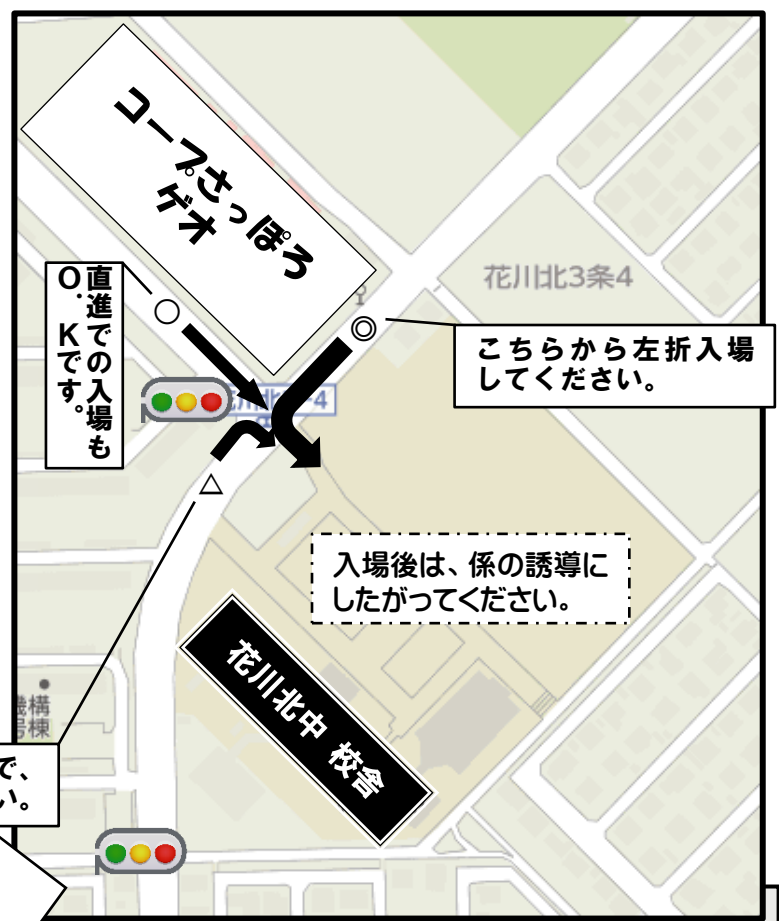 コープさっぽろ
ゲオ
花川北3条4
直進での入場も
O.Kです。
こちらから左折入場
してください。
入場後は、係の誘導に
したがってください。
花川北中 校舎
で、
い。